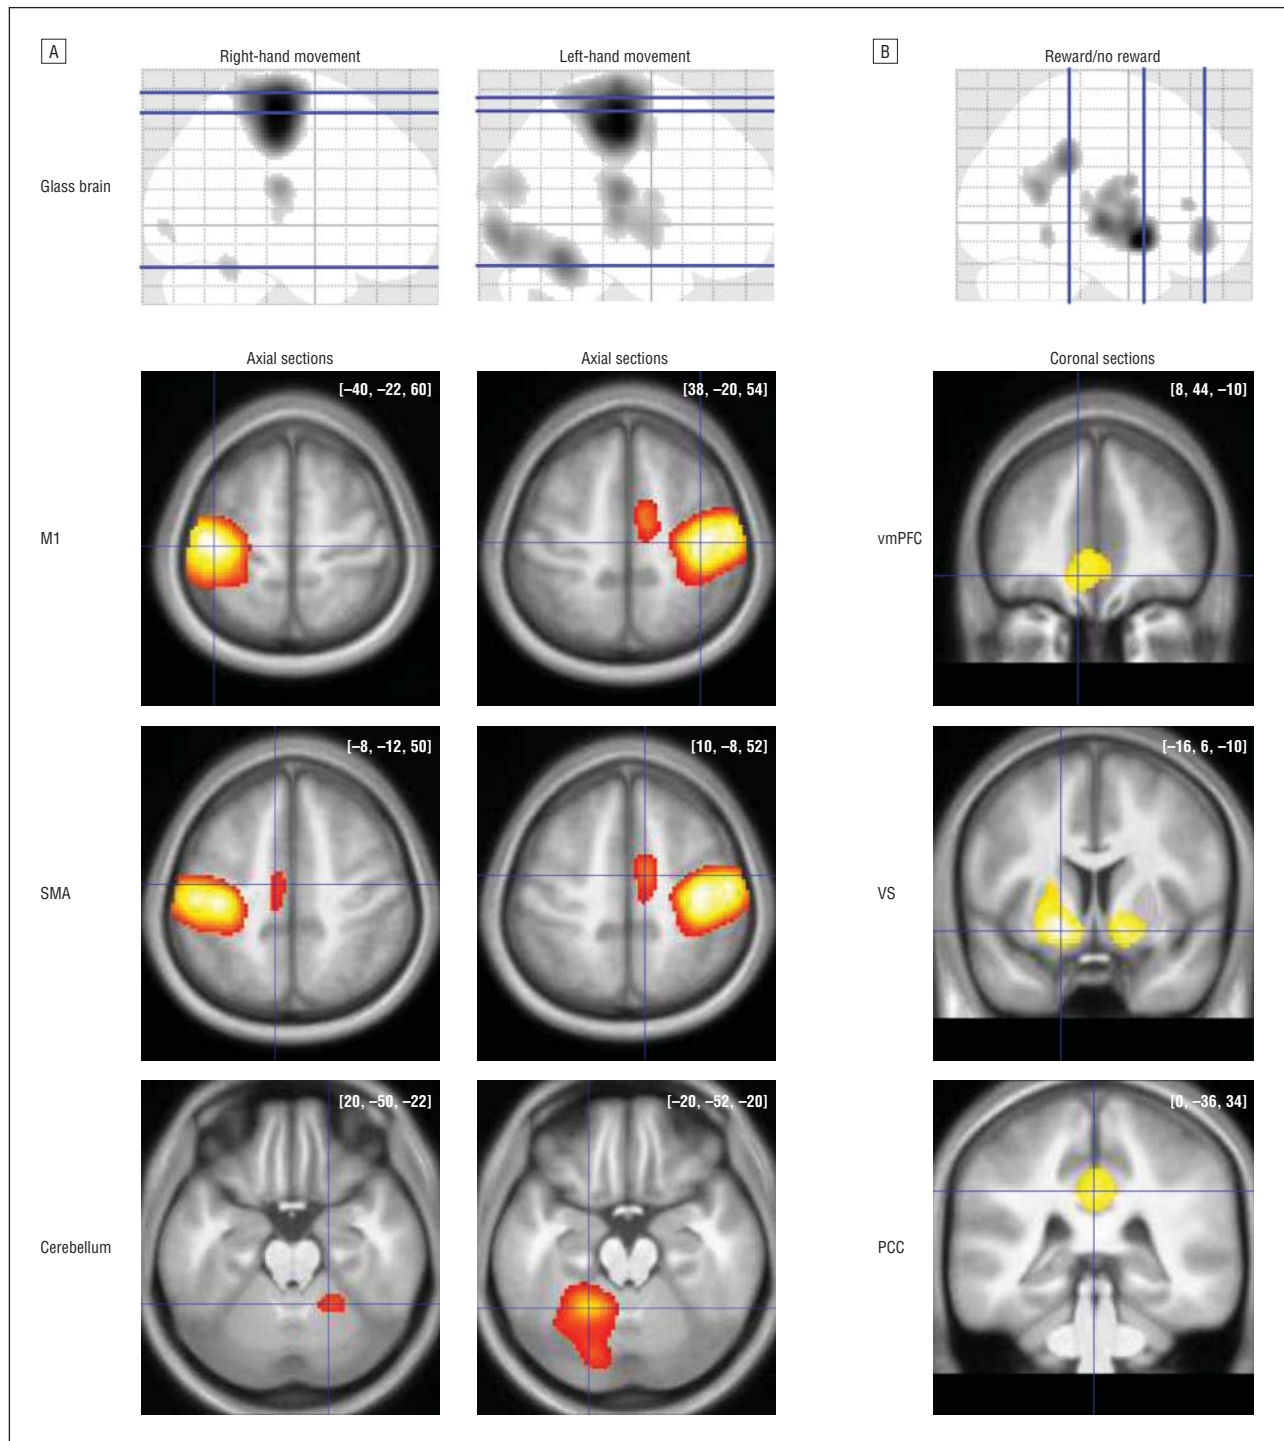 A
B
Right-hand movement
Left-hand movement
Reward/no reward
Glass brain
Axial sections
Axial sections
Coronal sections
[–40, –22, 60]
[38, –20, 54]
[8, 44, –10]
M1
vmPFC
[–8, –12, 50]
[10, –8, 52]
[–16, 6, –10]
SMA
VS
[20, –50, –22]
[–20, –52, –20]
[0, –36, 34]
Cerebellum
PCC